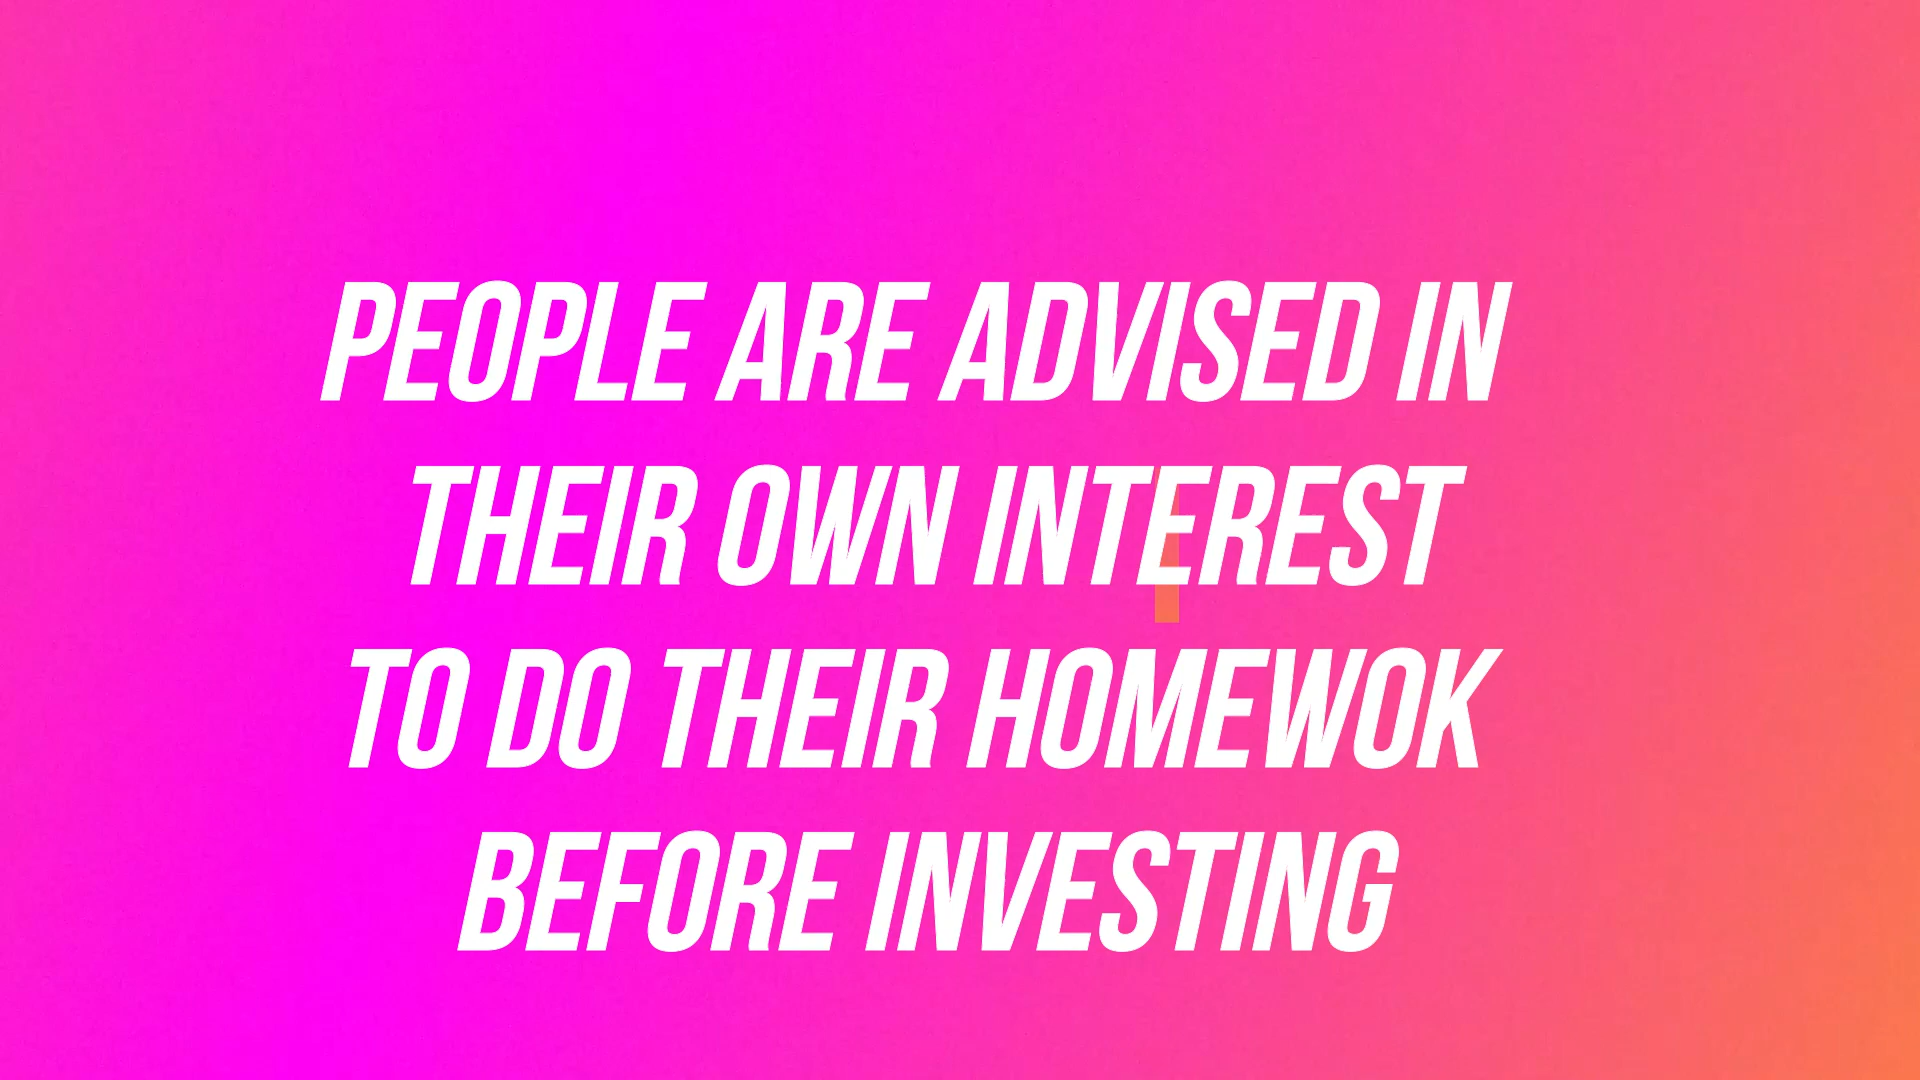 PEOPLE ARE ADVISED IN
THEIR OWN INTEREST
TO DO THEIR HOMEWOK
BEFORE INVESTING